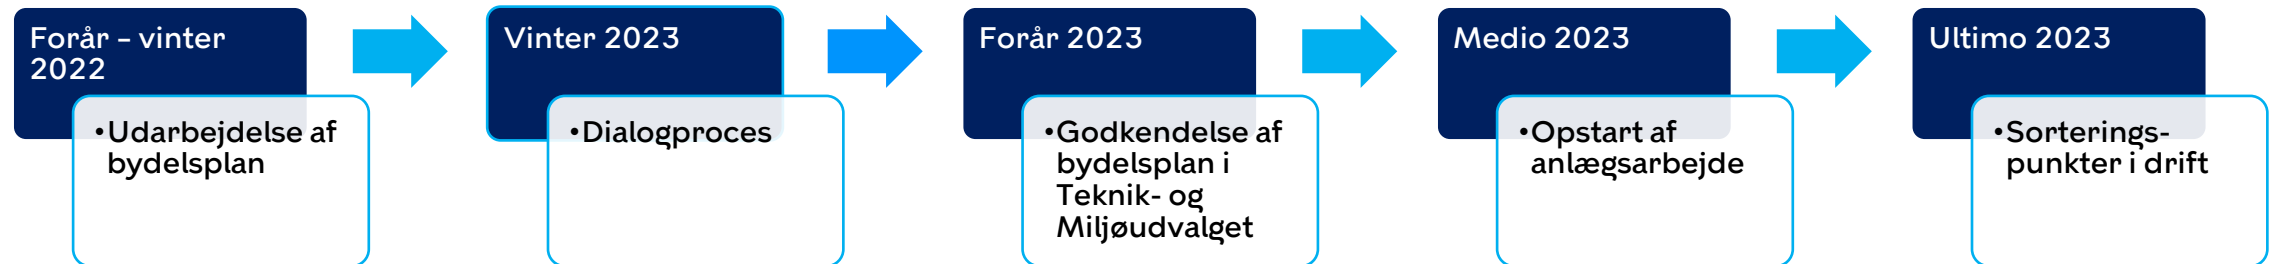 Forår – vinter
2022
•Udarbejdelse af
bydelsplan
Vinter 2023
•Dialogproces
Forår 2023
•Godkendelse af
bydelsplan i
Teknik- og
Miljøudvalget
Medio 2023
•Opstart af
anlægsarbejde
Ultimo 2023
•Sorterings-
punkter i drift